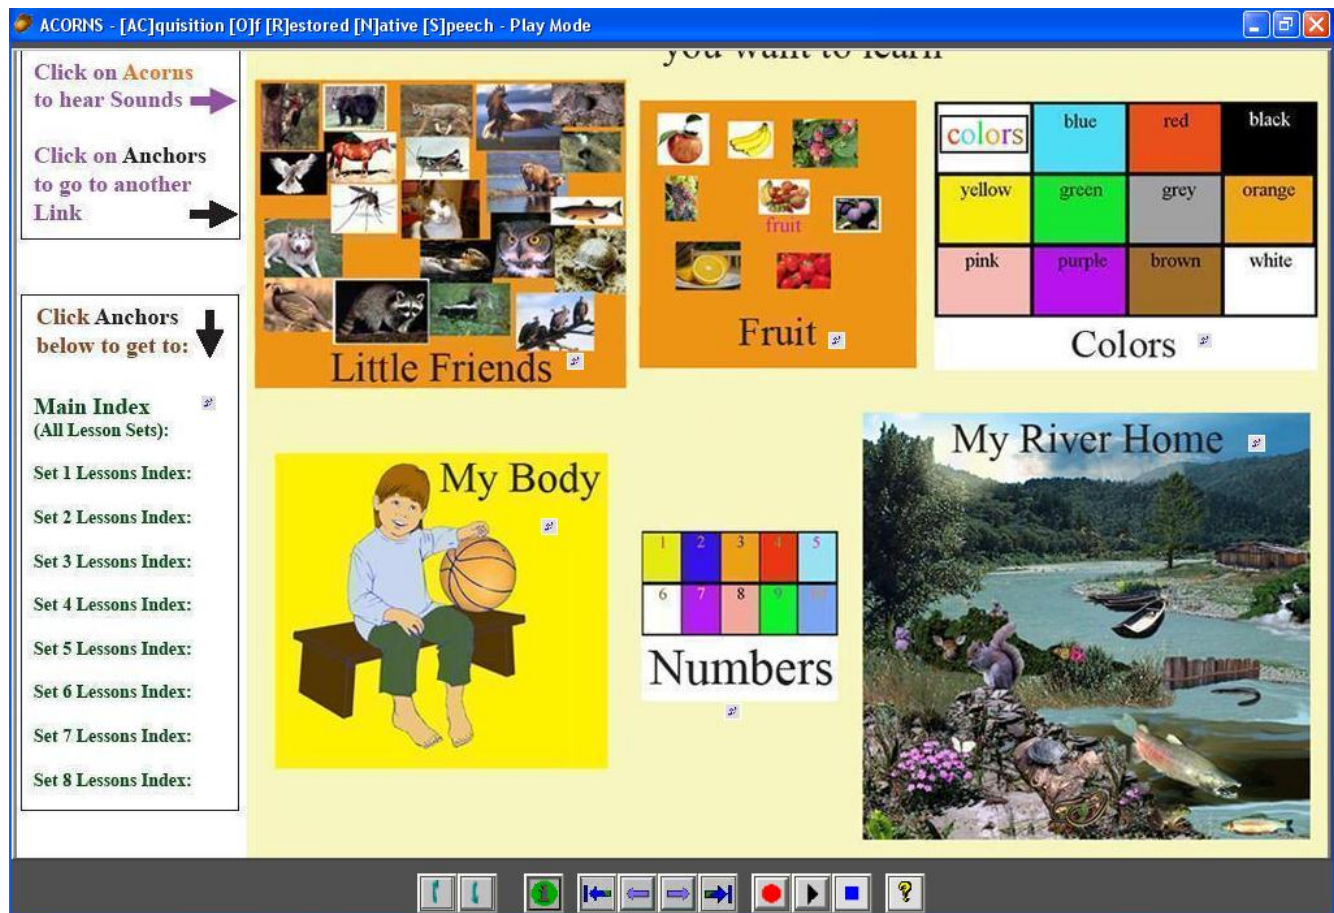 ACORNS - [AC]quisition [O]f [R]estored [N]ative [S]peech - Play Mode
you want to learn
Click on Acorns
to hear Sounds
Click on Anchors
to go to another
Link
Click Anchors
below to get to:
Main Index
(All Lesson Sets):
Set 1 Lessons Index:
Set 2 Lessons Index:
Set 3 Lessons Index:
Set 4 Lessons Index:
Set 5 Lessons Index:
Set 6 Lessons Index:
Set 7 Lessons Index:
Set 8 Lessons Index:
Little Friends
fruit
Fruit
colors blue red black
yellow green grey orange
pink purple brown white
Colors
My Body
1 2 3 4 5
6 7 8 9 10
Numbers
My River Home
?